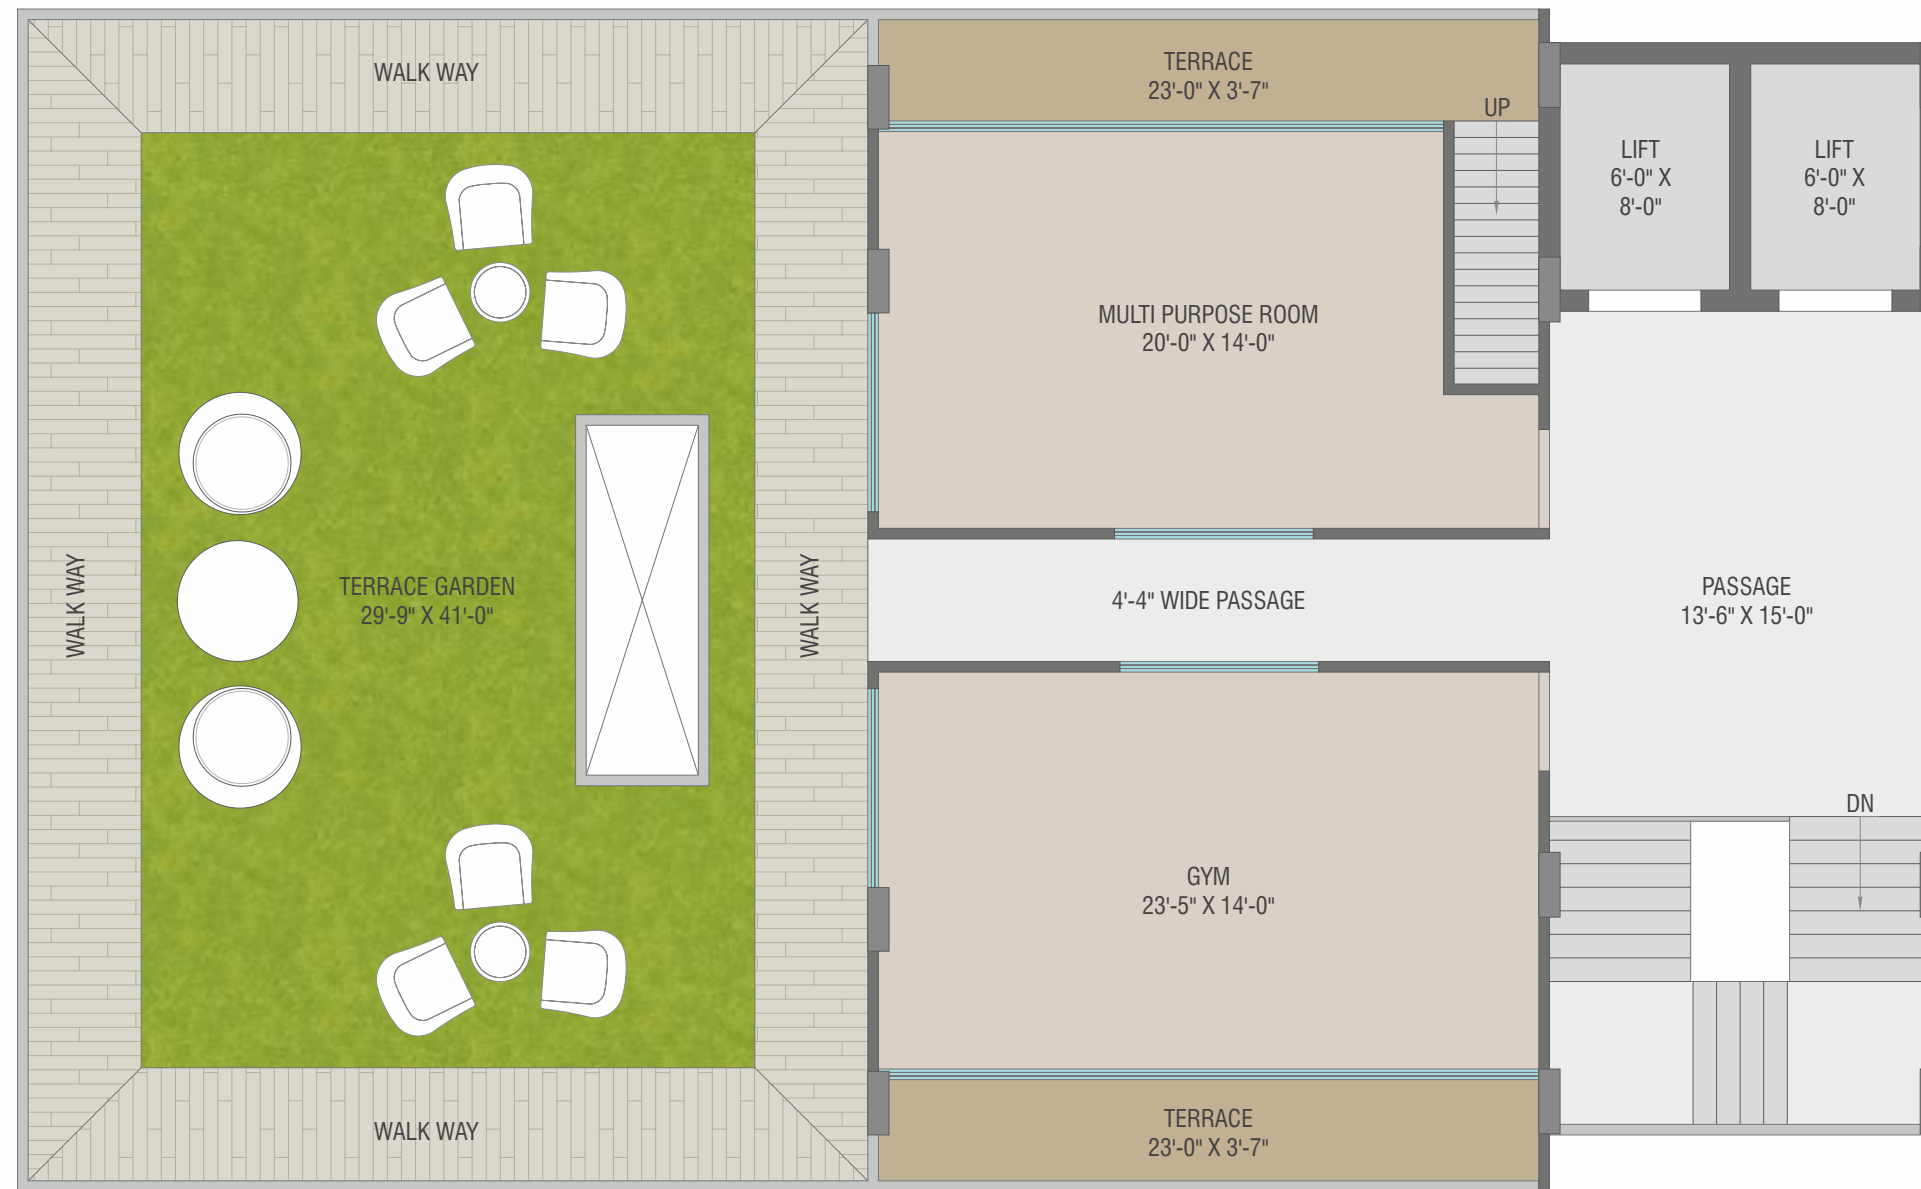 WALK WAY
TERRACE
23'-0" X 3'-7"
UP
LIFT
6'-0" X
8'-0"
LIFT
6'-0" X
8'-0"
MULTI PURPOSE ROOM
20'-0" X 14'-0"
WALK WAY
TERRACE GARDEN
29'-9" X 41'-0"
WALK WAY
4'-4" WIDE PASSAGE
PASSAGE
13'-6" X 15'-0"
DN
GYM
23'-5" X 14'-0"
WALK WAY
TERRACE
23'-0" X 3'-7"